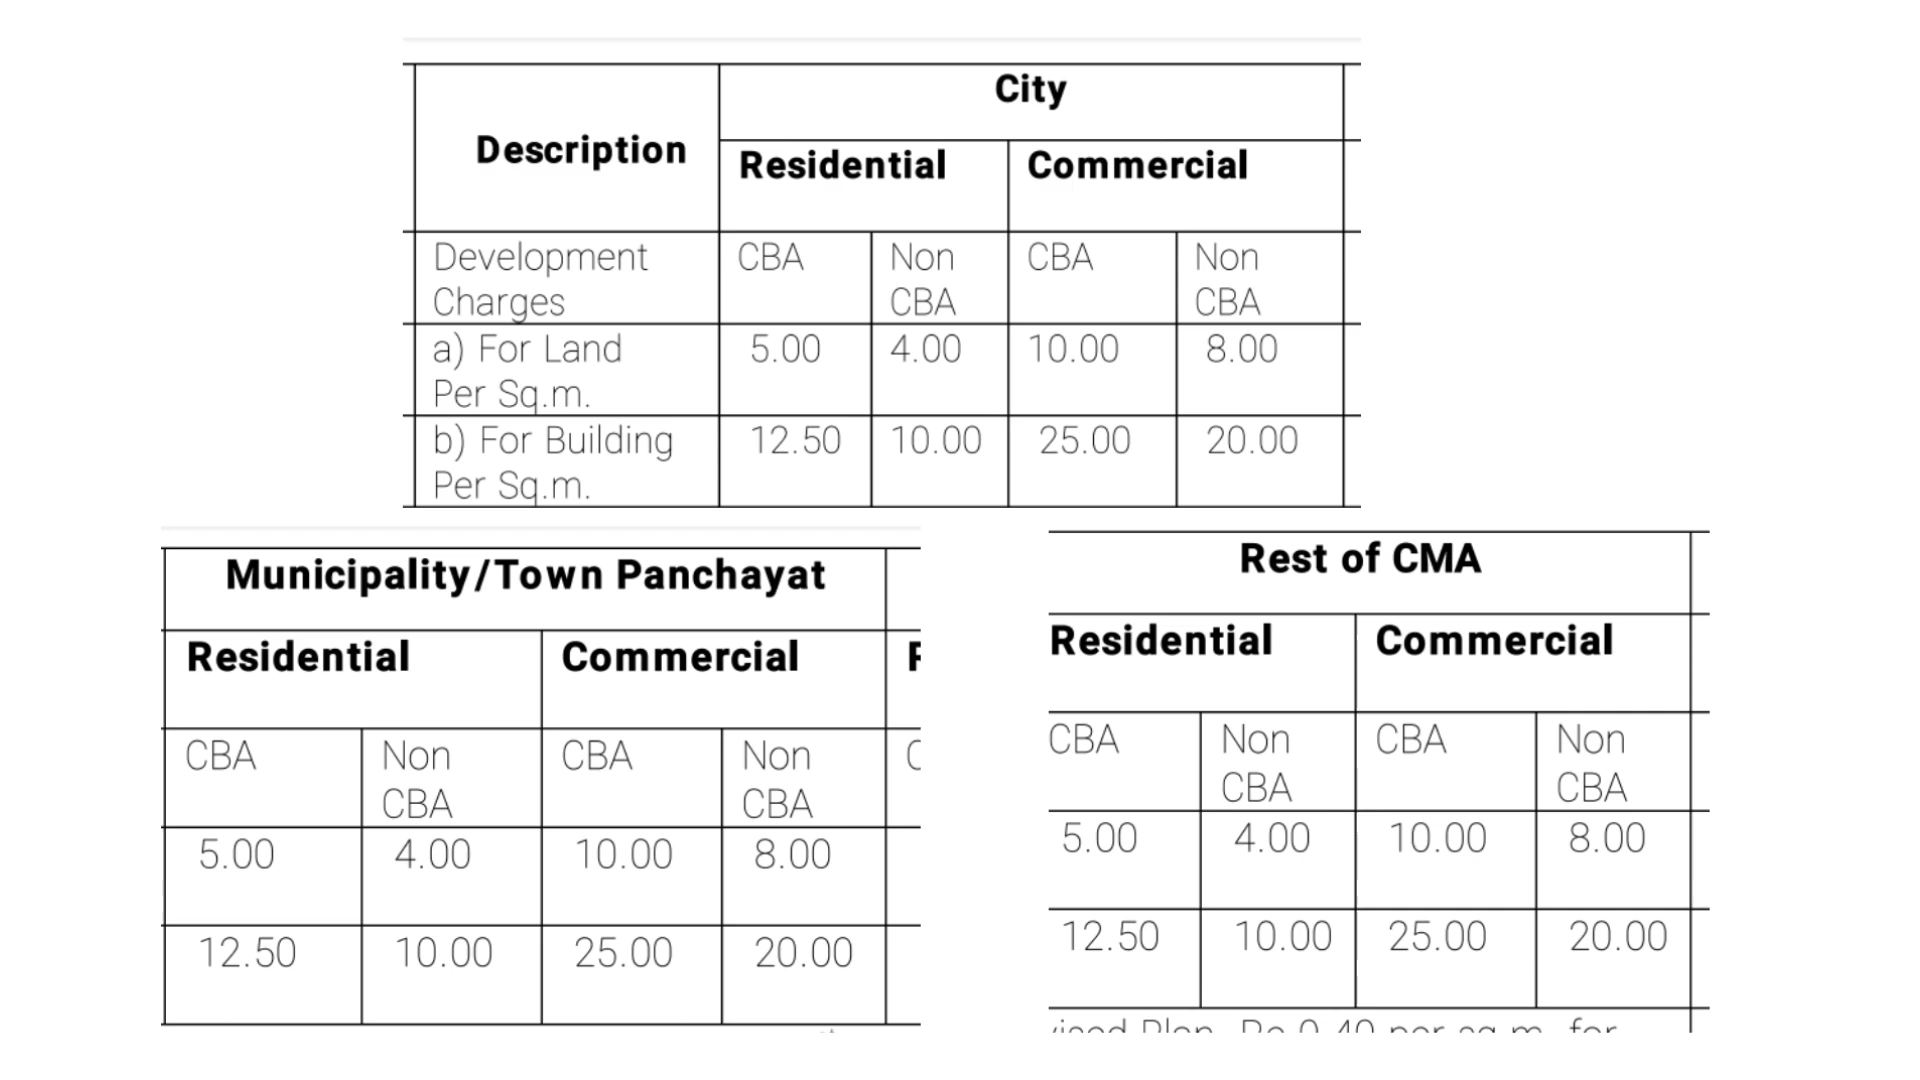 City
Description
Residential Commercial
Development CBA Non CBA Non
Charges CBA CBA
a) For Land 5.00 4.00 10.00 8.00
Per Sq.m.
b) For Building 12.50 10.00 25.00 20.00
Per Sq.m.
Municipality/Town Panchayat
Residential Commercial
CBA Non CBA Non
CBA CBA
5.00 4.00 10.00 8.00
12.50 10.00 25.00 20.00
Rest of CMA
Residential Commercial
CBA Non CBA Non
CBA CBA
5.00 4.00 10.00 8.00
12.50 10.00 25.00 20.00